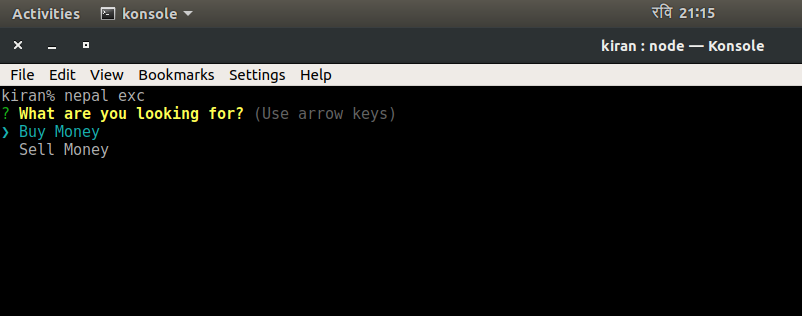 Activities konsole रवि 21:15
kiran : node — Konsole
File Edit View Bookmarks Settings Help
kiran% nepal exc
? What are you looking for? (Use arrow keys)
❯ Buy Money
Sell Money